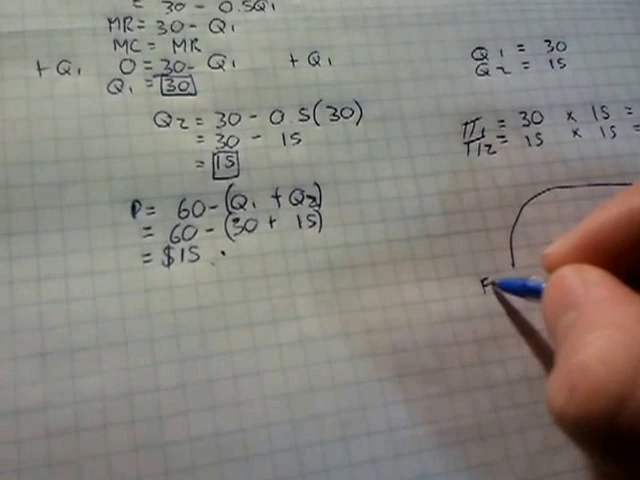 = 30 - 0.5Q1
MR = 30 - Q1
MC = MR
+Q1 0 = 30 - Q1 +Q1
Q1 = 30
Q2 = 30 - 0.5(30)
= 30 - 15
= 15
P = 60 - (Q1 + Q2)
= 60 - (30 + 15)
= $15.
Q1 = 30
Q2 = 15
π1 = 30 x 15 =
π2 = 15 x 15 =
F